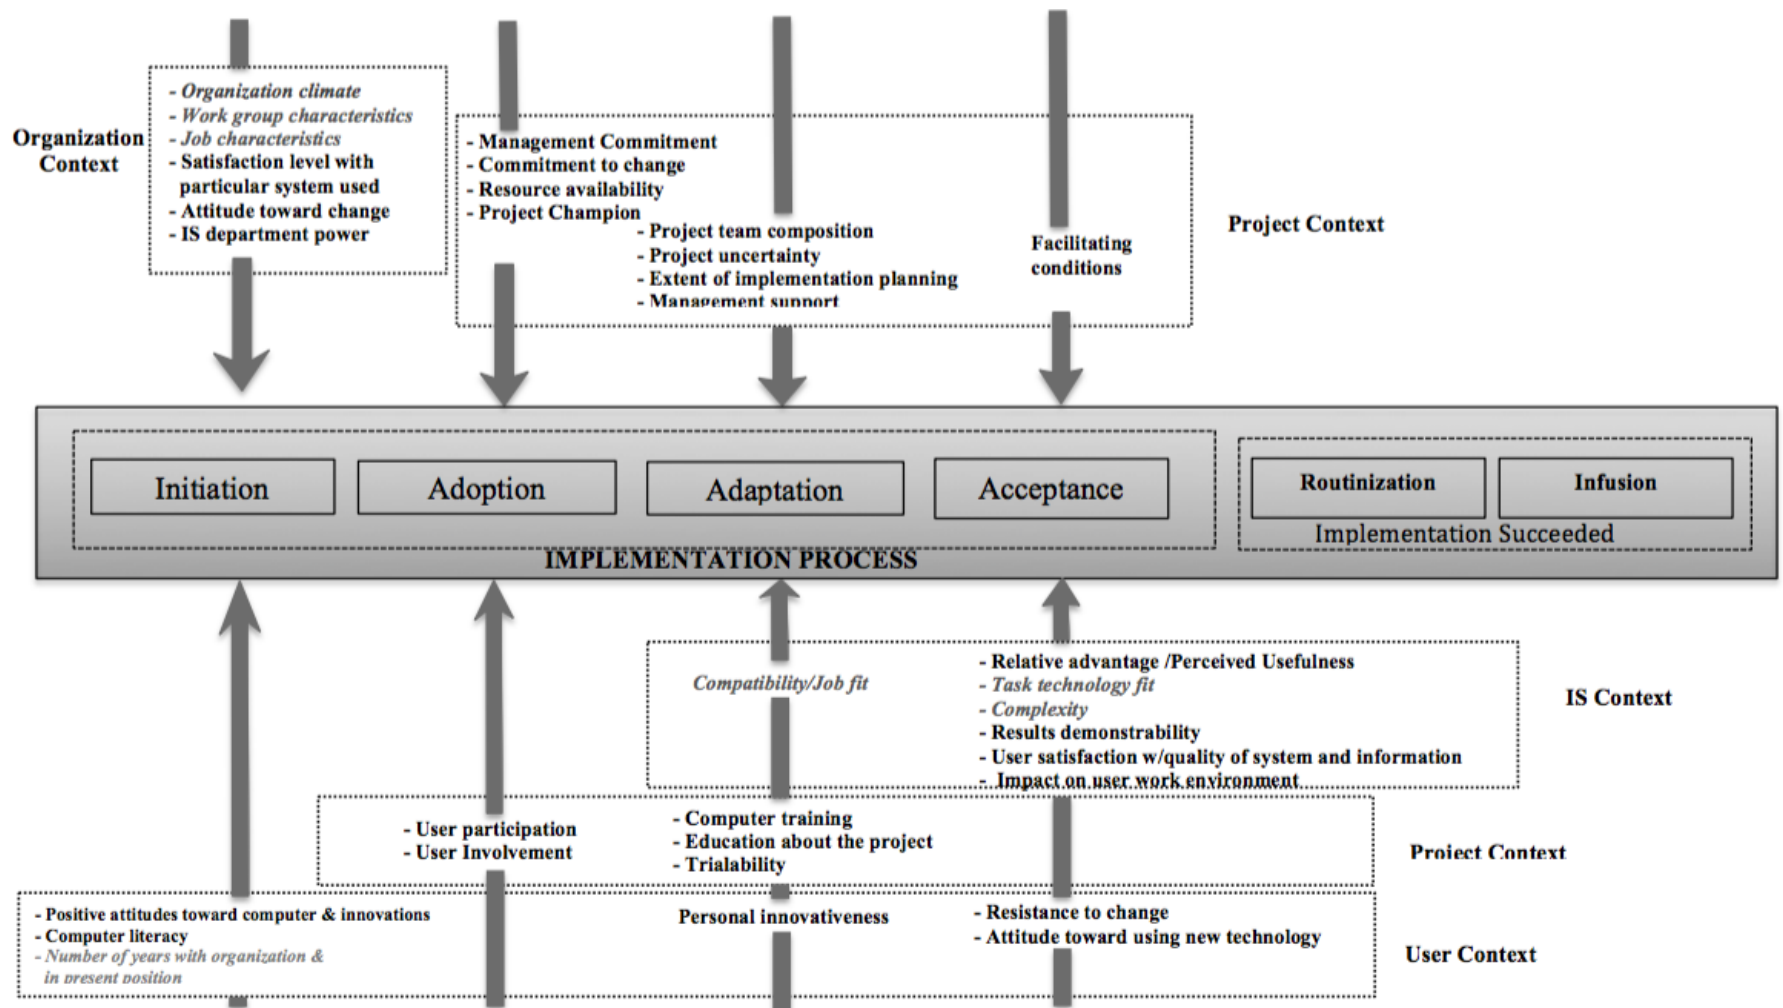 - Organization climate
- Work group characteristics
- Job characteristics
- Satisfaction level with
particular system used
- Attitude toward change
- IS department power
Organization
Context
- Management Commitment
- Commitment to change
- Resource availability
- Project Champion
- Project team composition
- Project uncertainty
- Extent of implementation planning
- Management support
Facilitating
conditions
Project Context
Initiation
Adoption
Adaptation
Acceptance
Routinization
Infusion
Implementation Succeeded
IMPLEMENTATION PROCESS
Compatibility/Job fit
- Relative advantage /Perceived Usefulness
- Task technology fit
- Complexity
- Results demonstrability
- User satisfaction w/quality of system and information
- Impact on user work environment
IS Context
- User participation
- User Involvement
- Computer training
- Education about the project
- Trialability
Project Context
- Positive attitudes toward computer & innovations
- Computer literacy
- Number of years with organization &
in present position
Personal innovativeness
- Resistance to change
- Attitude toward using new technology
User Context